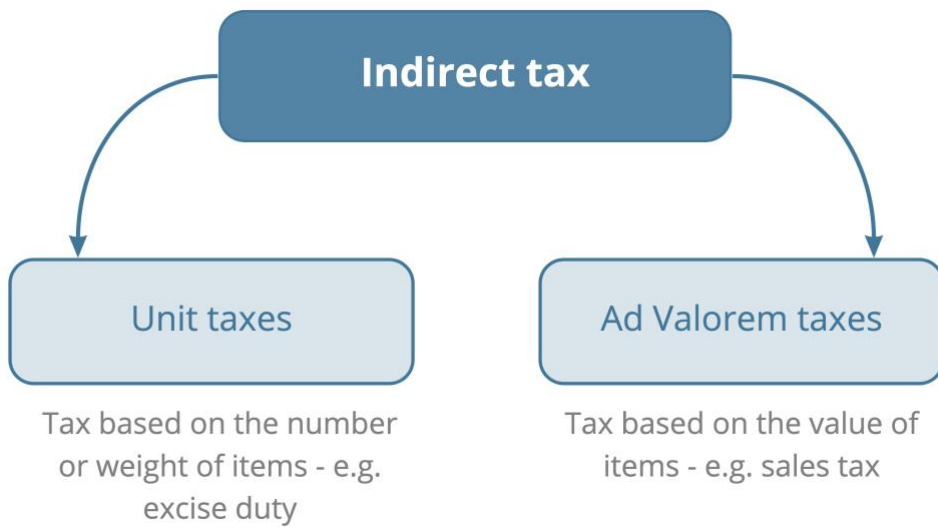 Indirect tax
Unit taxes
Ad Valorem taxes
Tax based on the number
or weight of items - e.g.
excise duty
Tax based on the value of
items - e.g. sales tax